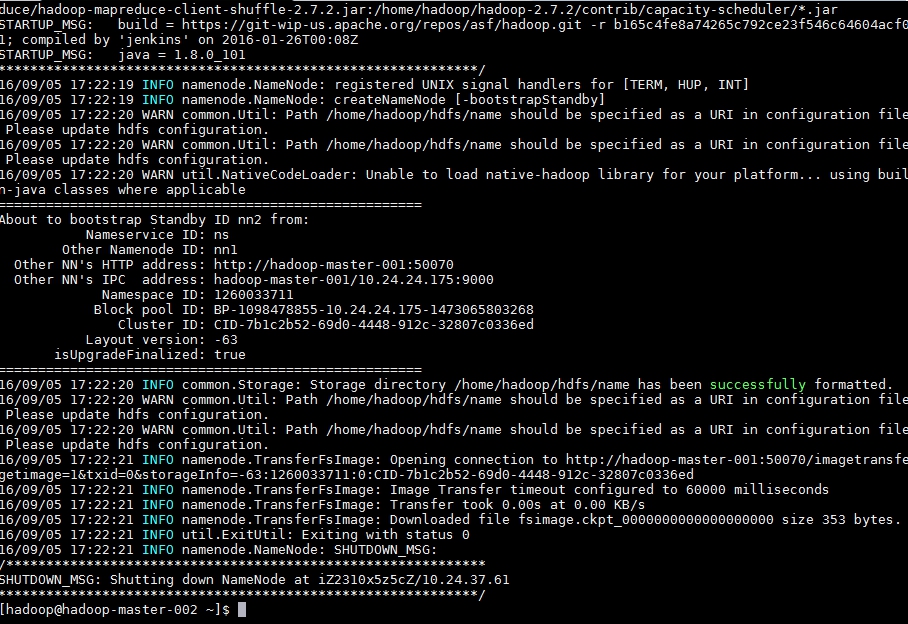 duce/hadoop-mapreduce-client-shuffle-2.7.2.jar:/home/hadoop/hadoop-2.7.2/contrib/capacity-scheduler/*.jar
STARTUP_MSG:   build = https://git-wip-us.apache.org/repos/asf/hadoop.git -r b165c4fe8a74265c792ce23f546c64604acf0
1; compiled by 'jenkins' on 2016-01-26T00:08Z
STARTUP_MSG:   java = 1.8.0_101
************************************************************/
16/09/05 17:22:19 INFO namenode.NameNode: registered UNIX signal handlers for [TERM, HUP, INT]
16/09/05 17:22:19 INFO namenode.NameNode: createNameNode [-bootstrapStandby]
16/09/05 17:22:20 WARN common.Util: Path /home/hadoop/hdfs/name should be specified as a URI in configuration file
 Please update hdfs configuration.
16/09/05 17:22:20 WARN common.Util: Path /home/hadoop/hdfs/name should be specified as a URI in configuration file
 Please update hdfs configuration.
16/09/05 17:22:20 WARN util.NativeCodeLoader: Unable to load native-hadoop library for your platform... using buil
n-java classes where applicable
=====================================================
About to bootstrap Standby ID nn2 from:
           Nameservice ID: ns
        Other Namenode ID: nn1
  Other NN's HTTP address: http://hadoop-master-001:50070
  Other NN's IPC  address: hadoop-master-001/10.24.24.175:9000
             Namespace ID: 1260033711
            Block pool ID: BP-1098478855-10.24.24.175-1473065803268
               Cluster ID: CID-7b1c2b52-69d0-4448-912c-32807c0336ed
           Layout version: -63
       isUpgradeFinalized: true
=====================================================
16/09/05 17:22:20 INFO common.Storage: Storage directory /home/hadoop/hdfs/name has been successfully formatted.
16/09/05 17:22:20 WARN common.Util: Path /home/hadoop/hdfs/name should be specified as a URI in configuration file
 Please update hdfs configuration.
16/09/05 17:22:20 WARN common.Util: Path /home/hadoop/hdfs/name should be specified as a URI in configuration file
 Please update hdfs configuration.
16/09/05 17:22:21 INFO namenode.TransferFsImage: Opening connection to http://hadoop-master-001:50070/imagetransfe
getimage=1&txid=0&storageInfo=-63:1260033711:0:CID-7b1c2b52-69d0-4448-912c-32807c0336ed
16/09/05 17:22:21 INFO namenode.TransferFsImage: Image Transfer timeout configured to 60000 milliseconds
16/09/05 17:22:21 INFO namenode.TransferFsImage: Transfer took 0.00s at 0.00 KB/s
16/09/05 17:22:21 INFO namenode.TransferFsImage: Downloaded file fsimage.ckpt_0000000000000000000 size 353 bytes.
16/09/05 17:22:21 INFO util.ExitUtil: Exiting with status 0
16/09/05 17:22:21 INFO namenode.NameNode: SHUTDOWN_MSG:
/************************************************************
SHUTDOWN_MSG: Shutting down NameNode at iZ2310x5z5cZ/10.24.37.61
************************************************************/
[hadoop@hadoop-master-002 ~]$